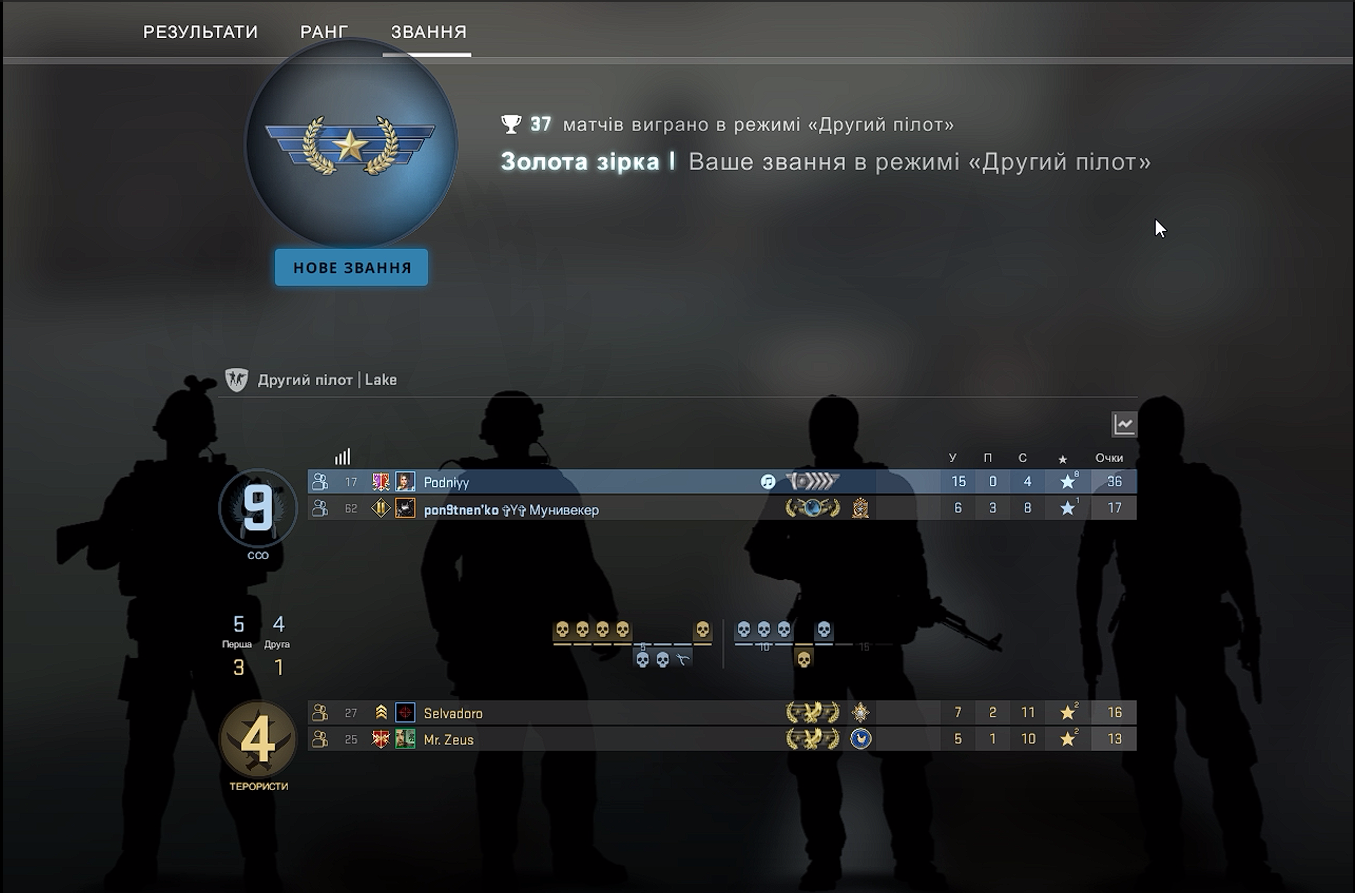 РЕЗУЛЬТАТИ РАНГ ЗВАННЯ
37 матчів виграно в режимі «Другий пілот»
Золота зірка I Ваше звання в режимі «Другий пілот»
НОВЕ ЗВАННЯ
Другий пілот | Lake
У П С ★ Очки
17 Podniyy 15 0 4 ★8 36
62 pon9tnen'ko ✞Y✞ Мунивекер 6 3 8 ★1 17
9
ССО
5 4
Перша Друга
3 1
5 10 15
27 Selvadoro 7 2 11 ★2 16
25 Mr. Zeus 5 1 10 ★2 13
4
ТЕРОРИСТИ